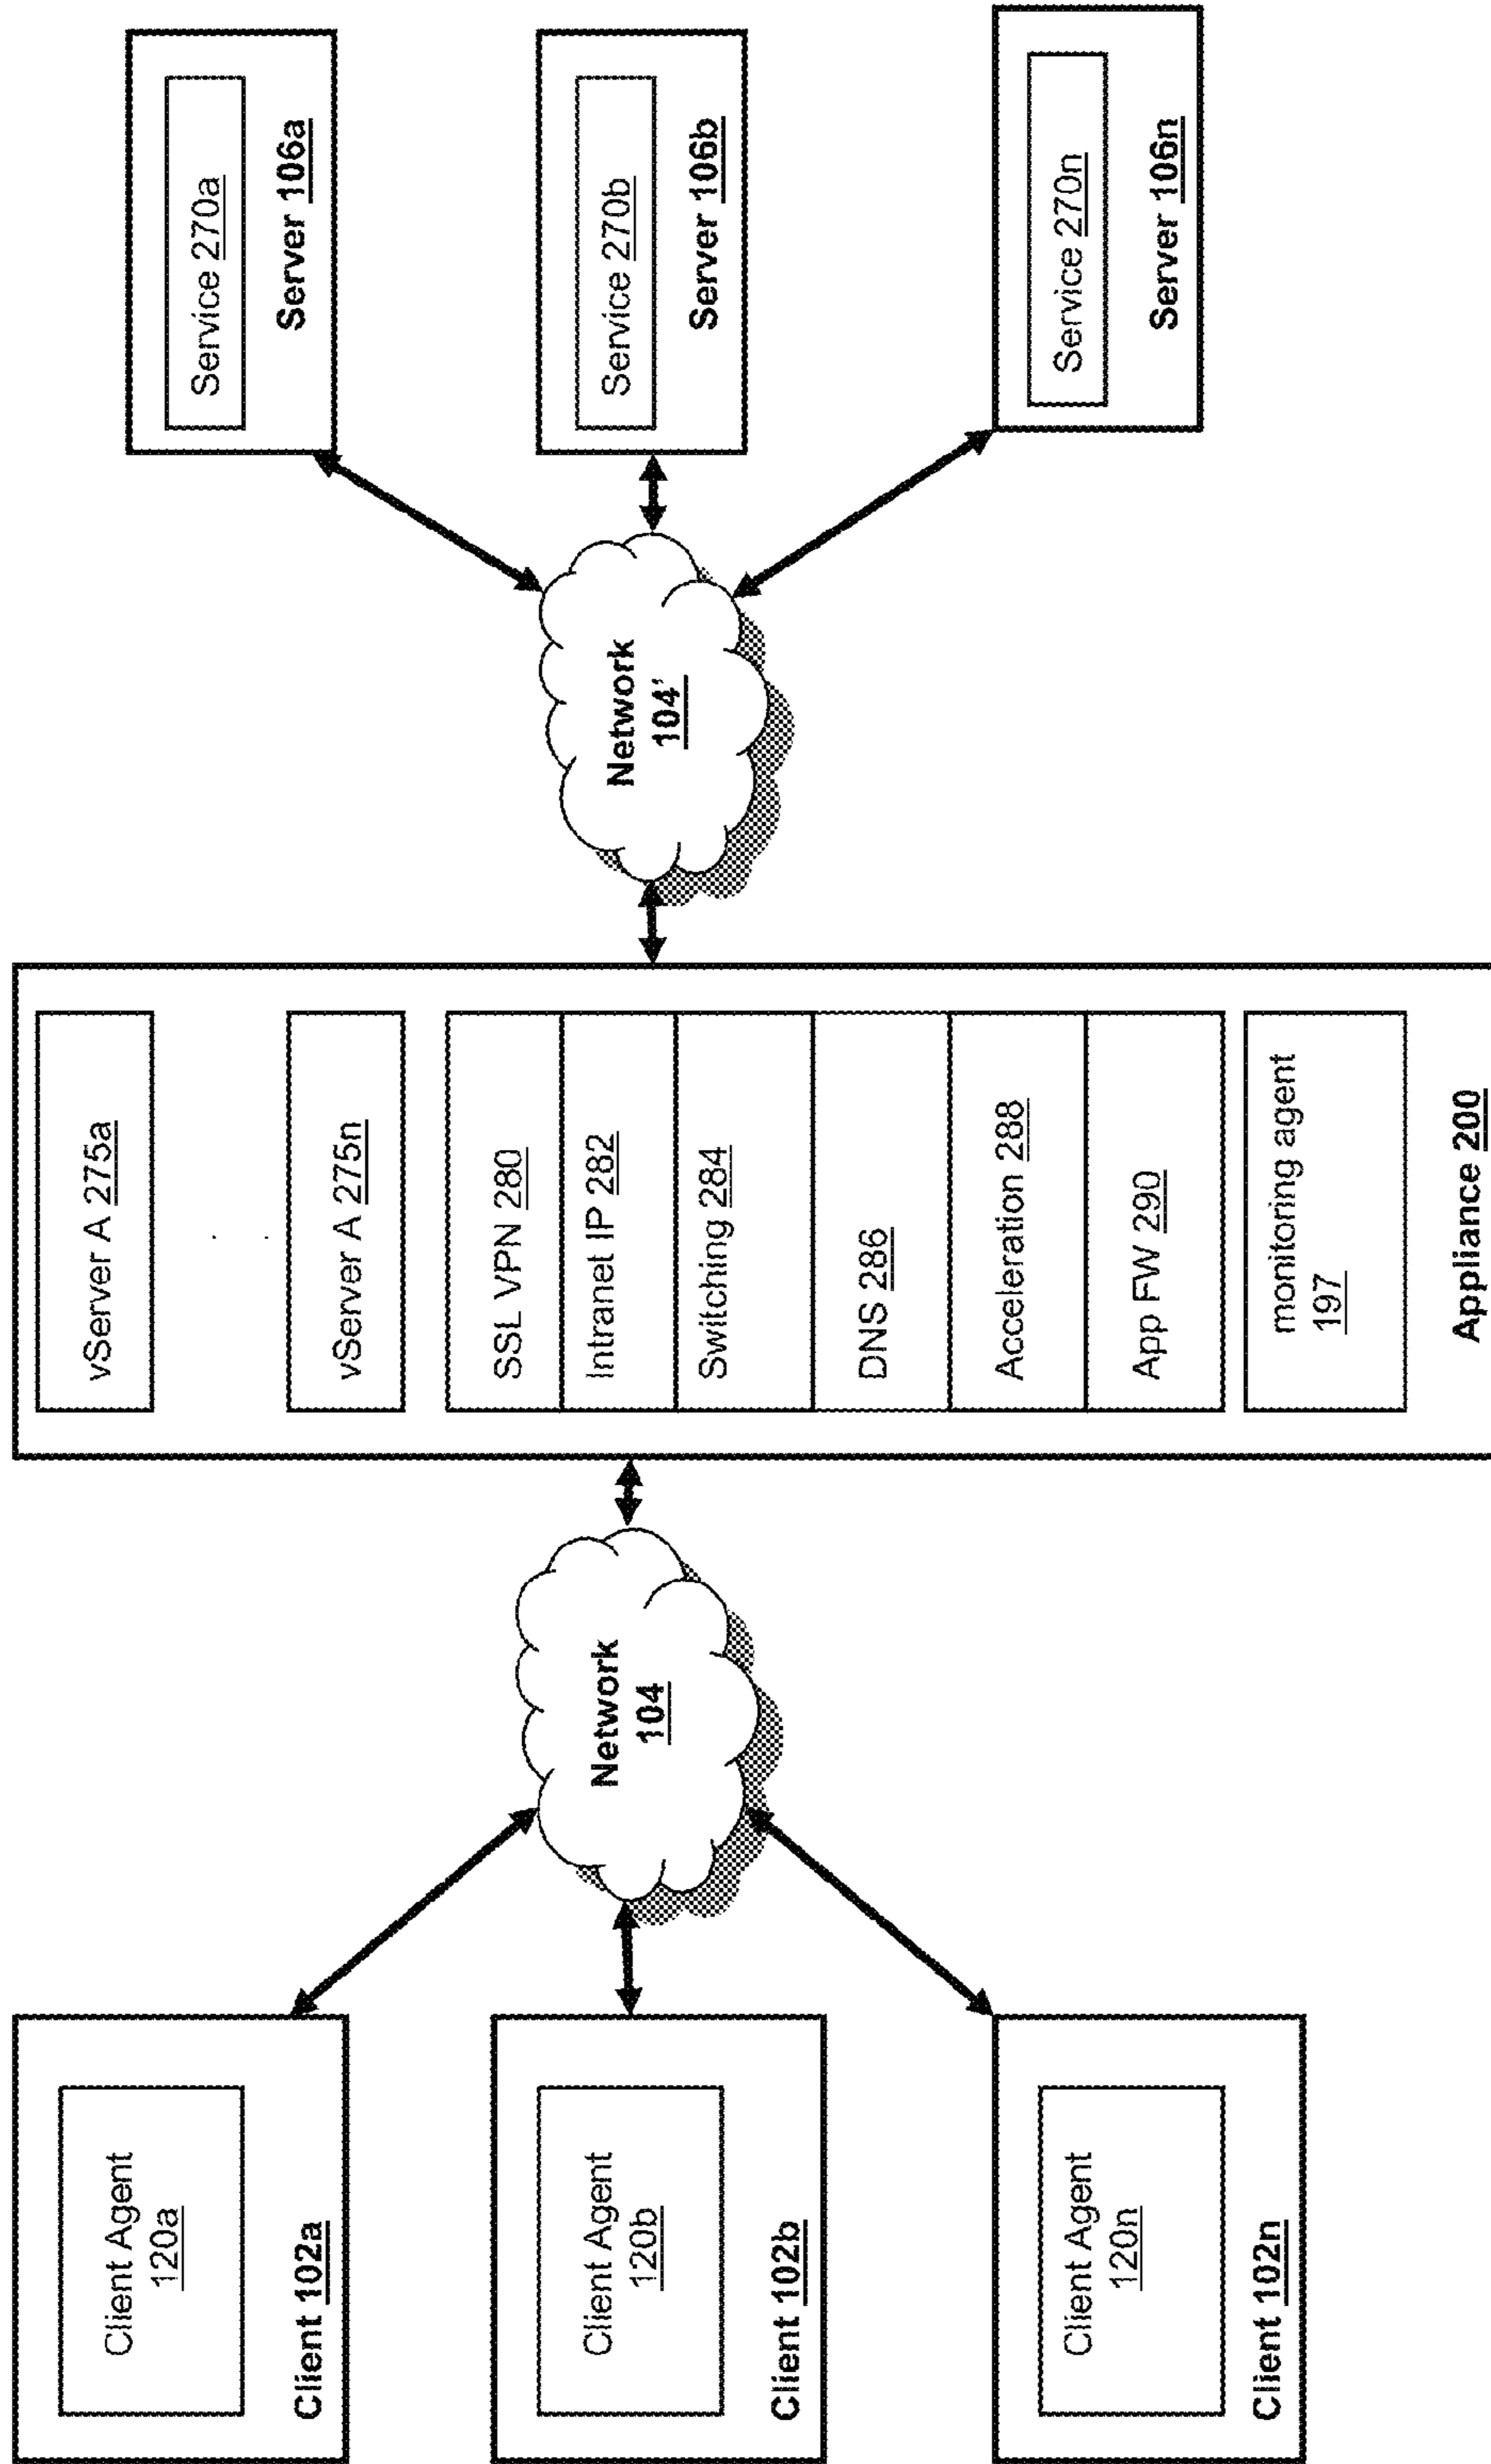 Client Agent
120a
Client 102a
Client Agent
120b
Client 102b
Client Agent
120n
Client 102n
Network
104
vServer A 275a
vServer A 275n
SSL VPN 280
Intranet IP 282
Switching 284
DNS 286
Acceleration 288
App FW 290
monitoring agent
197
Appliance 200
Network
104'
Service 270a
Server 106a
Service 270b
Server 106b
Service 270n
Server 106n